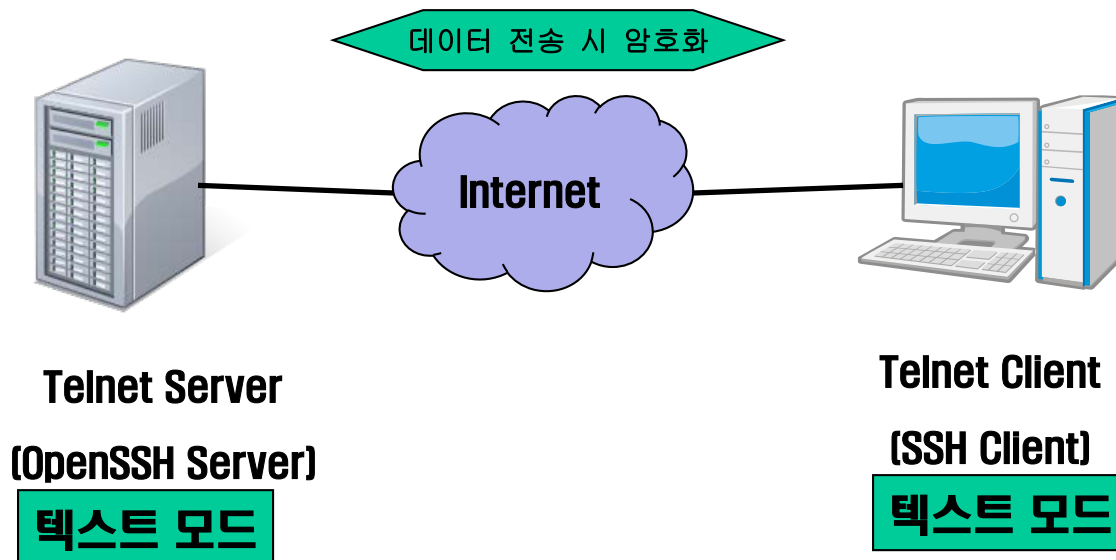 데이터 전송 시 암호화
Internet
Telnet Server
(OpenSSH Server)
텍스트 모드
Telnet Client
(SSH Client)
텍스트 모드